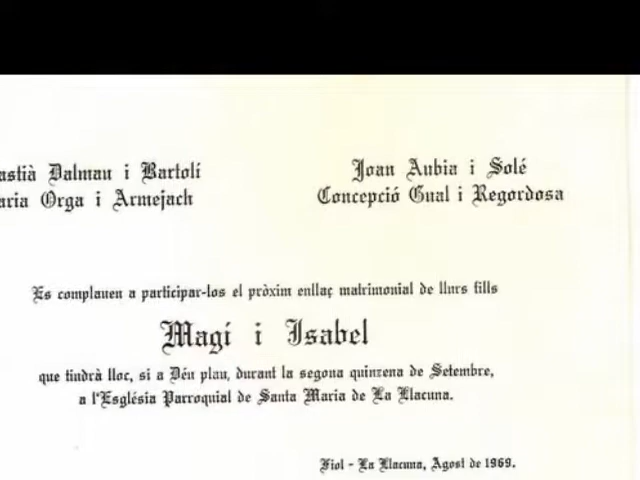 astià Dalmau i Bartolí
aria Orga i Armejach
Joan Aubia i Solé
Concepció Gual i Regordosa
Es complauen a participar-los el pròxim enllaç matrimonial de llurs fills
Magí i Isabel
que tindrà lloc, si a Déu plau, durant la segona quinzena de Setembre,
a l'Església Parroquial de Santa Maria de La Llacuna.
Fiol - La Llacuna, Agost de 1969.